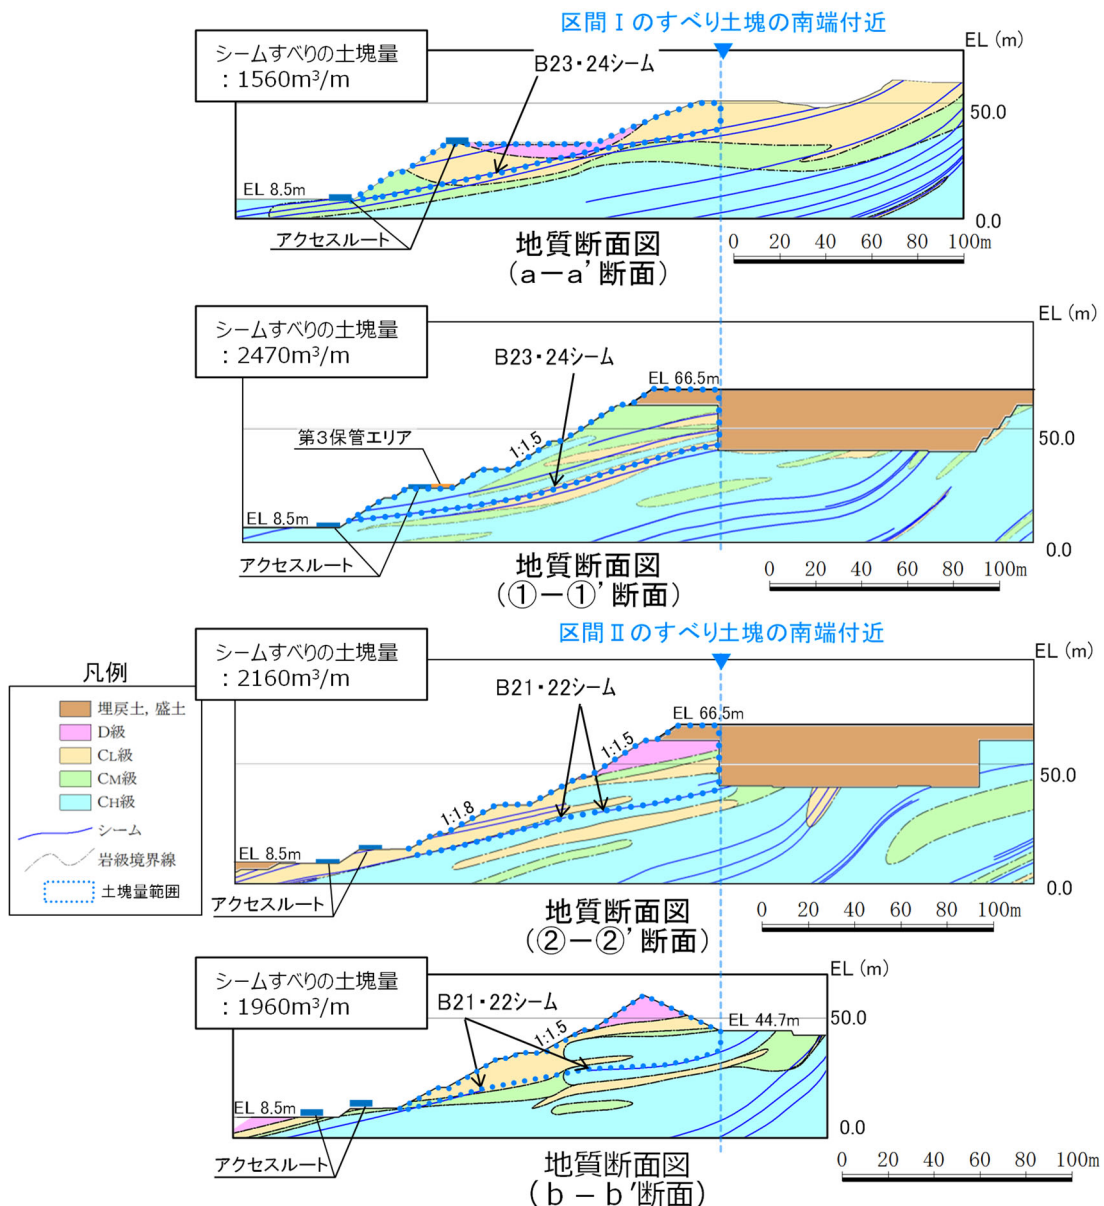 区間Ⅰのすべり土塊の南端付近
シームすべりの土塊量
：1560m³/m
B23・24シーム
EL (m)
50.0
EL 8.5m
0.0
アクセスルート
地質断面図
(a－a’断面)
0 20 40 60 80 100m
シームすべりの土塊量
：2470m³/m
B23・24シーム
EL (m)
EL 66.5m
第3保管エリア
1:1.5
50.0
EL 8.5m
0.0
アクセスルート
地質断面図
(①－①’断面)
0 20 40 60 80 100m
区間Ⅱのすべり土塊の南端付近
シームすべりの土塊量
：2160m³/m
B21・22シーム
EL (m)
EL 66.5m
1:1.5
50.0
1:1.8
EL 8.5m
0.0
アクセスルート
地質断面図
(②－②’断面)
0 20 40 60 80 100m
凡例
埋戻土，盛土
D級
CL級
CM級
CH級
シーム
岩級境界線
土塊量範囲
シームすべりの土塊量
：1960m³/m
B21・22シーム
EL (m)
1:1.5
EL 44.7m
50.0
EL 8.5m
0.0
アクセスルート
地質断面図
(b－b’断面)
0 20 40 60 80 100m